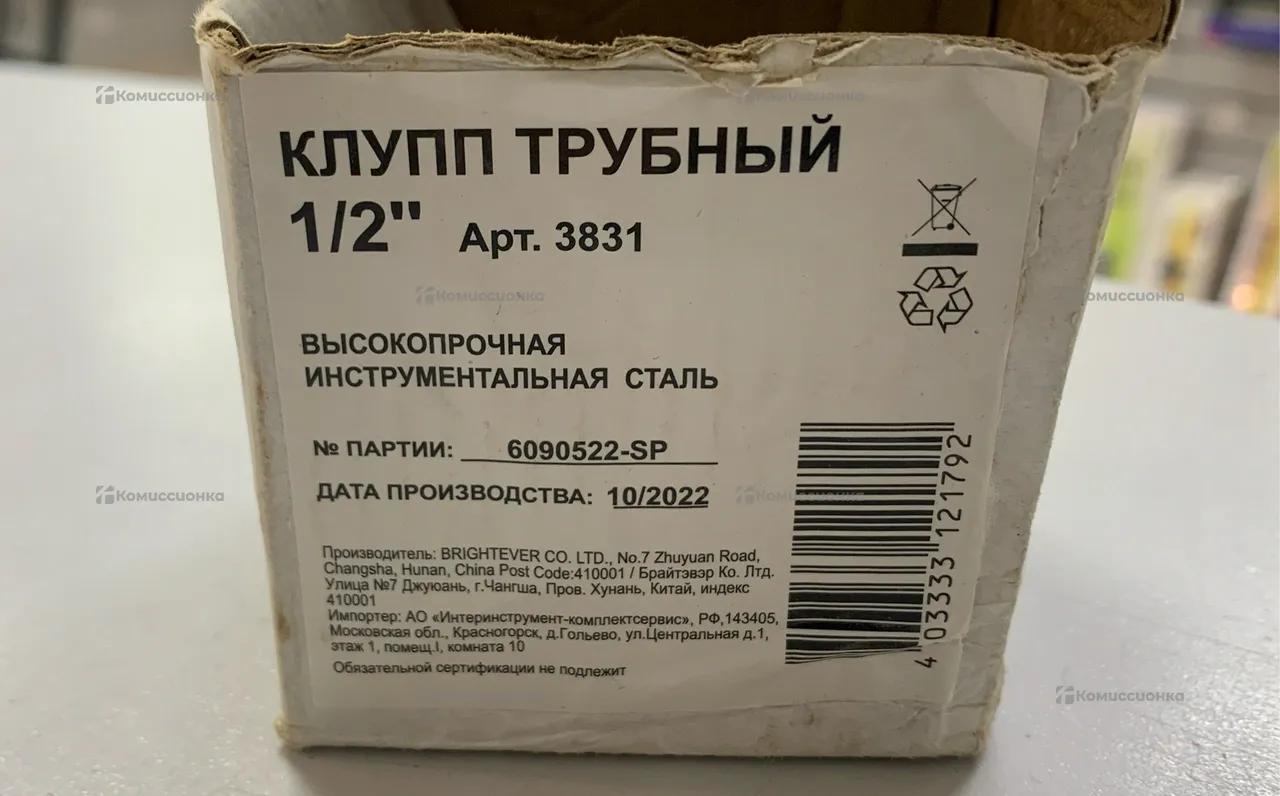 КЛУПП ТРУБНЫЙ
1/2" Арт. 3831
ВЫСОКОПРОЧНАЯ
ИНСТРУМЕНТАЛЬНАЯ СТАЛЬ
№ ПАРТИИ: 6090522-SP
ДАТА ПРОИЗВОДСТВА: 10/2022
Производитель: BRIGHTEVER CO. LTD., No.7 Zhuyuan Road,
Changsha, Hunan, China Post Code:410001 / Брайтэвэр Ко. Лтд.
Улица №7 Джуюань, г.Чангша, Пров. Хунань, Китай, индекс
410001
Импортер: АО «Интеринструмент-комплектсервис», РФ,143405,
Московская обл., Красногорск, д.Гольево, ул.Центральная д.1,
этаж 1, помещ.I, комната 10
Обязательной сертификации не подлежит
4 033333 121792
Комиссионка
Комиссионка
Комиссионка
Комиссионка
Комиссионка
Комиссионка
Комиссионка